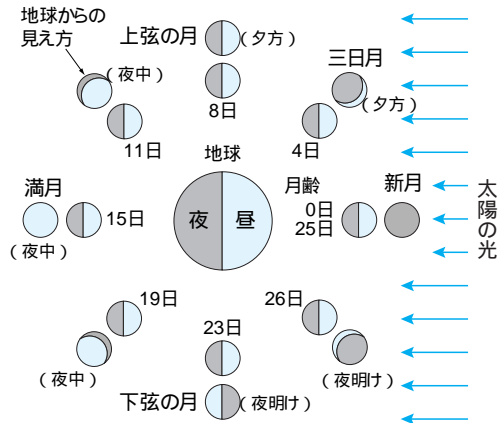 地球からの
見え方
(夜中)
11日
上弦の月
(夕方)
8日
三日月
(夕方)
4日
地球
夜
昼
満月
(夜中)
15日
月齢
0日
25日
新月
太陽の光
19日
(夜中)
23日
下弦の月
(夜明け)
26日
(夜明け)